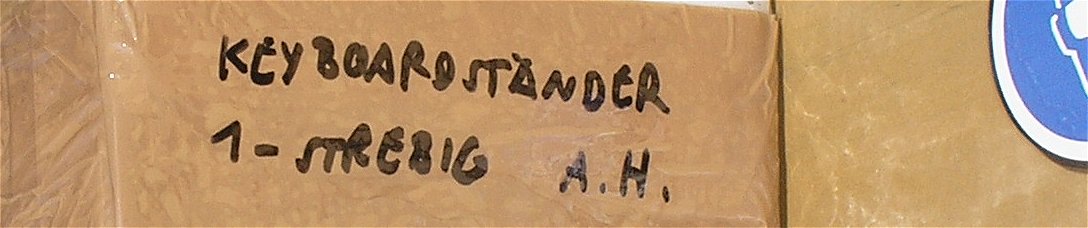 KEYBOARDSTÄNDER
1-STREBIG A.H.